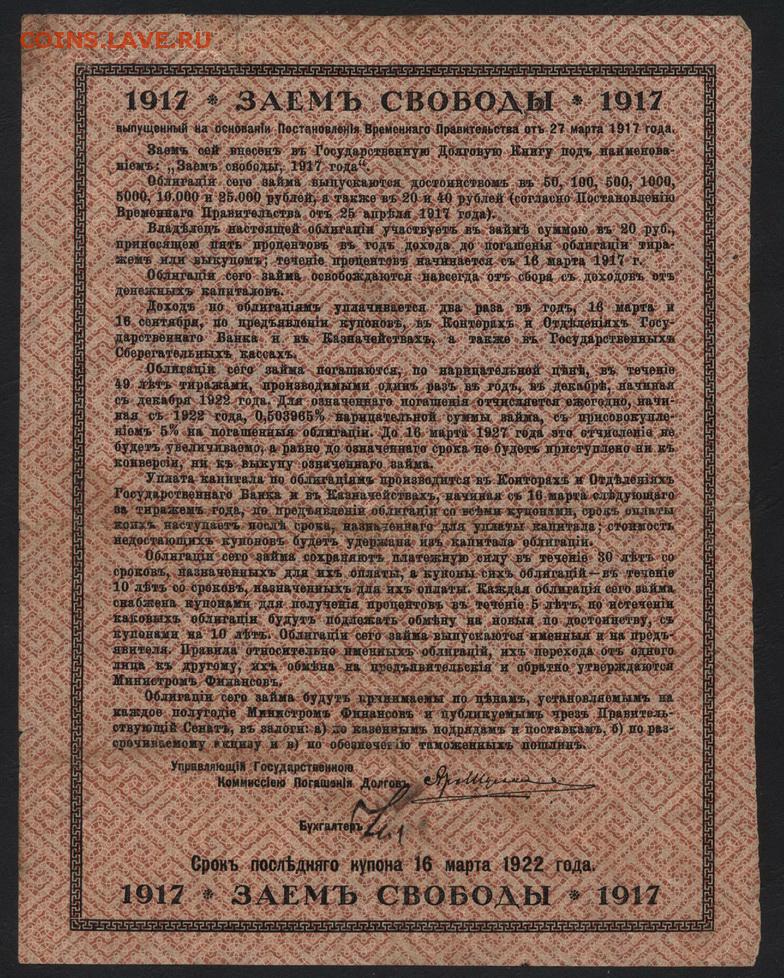 COINS.LAVE.RU
1917 * ЗАЕМЪ СВОБОДЫ * 1917
выпущенный на основаніи Постановленія Временнаго Правительства отъ 27 марта 1917 года.
Заемъ сей внесенъ въ Государственную Долговую Книгу подъ наименова-
ніемъ: „Заемъ свободы, 1917 года“.
Облигаціи сего займа выпускаются достоинствомъ въ 50, 100, 500, 1000,
5000, 10.000 и 25.000 рублей, а также въ 20 и 40 рублей (согласно Постановленію
Временнаго Правительства отъ 25 апрѣля 1917 года).
Владѣлецъ настоящей облигаціи участвуетъ въ займѣ суммою въ 20 руб.,
приносящею пять процентовъ въ годъ дохода до погашенія облигаціи тира-
жемъ или выкупомъ; теченіе процентовъ начинается съ 16 марта 1917 г.
Облигаціи сего займа освобождаются навсегда отъ сбора съ доходовъ отъ
денежныхъ капиталовъ.
Доходъ по облигаціямъ уплачивается два раза въ годъ, 16 марта и
16 сентября, по предъявленіи купоновъ, въ Конторахъ и Отдѣленіяхъ Госу-
дарственнаго Банка и въ Казначействахъ, а также въ Государственныхъ
Сберегательныхъ кассахъ.
Облигаціи сего займа погашаются, по нарицательной цѣнѣ, въ теченіе
49 лѣтъ тиражами, производимыми одинъ разъ въ годъ, въ декабрѣ, начиная
съ декабря 1922 года. Для означеннаго погашенія отчисляется ежегодно, начи-
ная съ 1922 года, 0,503965% нарицательной суммы займа, съ присовокупле-
ніемъ 5% на погашенныя облигаціи. До 16 марта 1927 года это отчисленіе не
будетъ увеличиваемо, а равно до означеннаго срока не будетъ приступлено ни къ
конверсіи, ни къ выкупу означеннаго займа.
Уплата капитала по облигаціямъ производится въ Конторахъ и Отдѣленіяхъ
Государственнаго Банка и въ Казначействахъ, начиная съ 16 марта слѣдующаго
за тиражемъ года, по предъявленіи облигаціи со всѣми купонами, срокъ оплаты
коихъ наступаетъ послѣ срока, назначеннаго для уплаты капитала; стоимость
недостающихъ купоновъ будетъ удержана изъ капитала облигаціи.
Облигаціи сего займа сохраняютъ платежную силу въ теченіе 30 лѣтъ со
сроковъ, назначенныхъ для ихъ оплаты, а купоны сихъ облигацій—въ теченіе
10 лѣтъ со сроковъ, назначенныхъ для ихъ оплаты. Каждая облигація сего займа
снабжена купонами для полученія процентовъ въ теченіе 5 лѣтъ, по истеченіи
каковыхъ облигаціи будутъ подлежать обмѣну на новыя по достоинству, съ
купонами на 10 лѣтъ. Облигаціи сего займа выпускаются именныя и на предъ-
явителя. Правила относительно именныхъ облигацій, ихъ перехода отъ одного
лица къ другому, ихъ обмѣна на предъявительскія и обратно утверждаются
Министромъ Финансовъ.
Облигаціи сего займа будутъ принимаемы по цѣнамъ, установляемымъ на
каждое полугодіе Министромъ Финансовъ и публикуемымъ чрезъ Правитель-
ствующій Сенатъ, въ залоги: а) по казеннымъ подрядамъ и поставкамъ, б) по раз-
срочиваемому акцизу и в) по обезпеченію таможенныхъ пошлинъ.
Управляющій Государственною
Комиссіею Погашенія Долговъ
Бухгалтеръ
Срокъ послѣдняго купона 16 марта 1922 года.
1917 * ЗАЕМЪ СВОБОДЫ * 1917